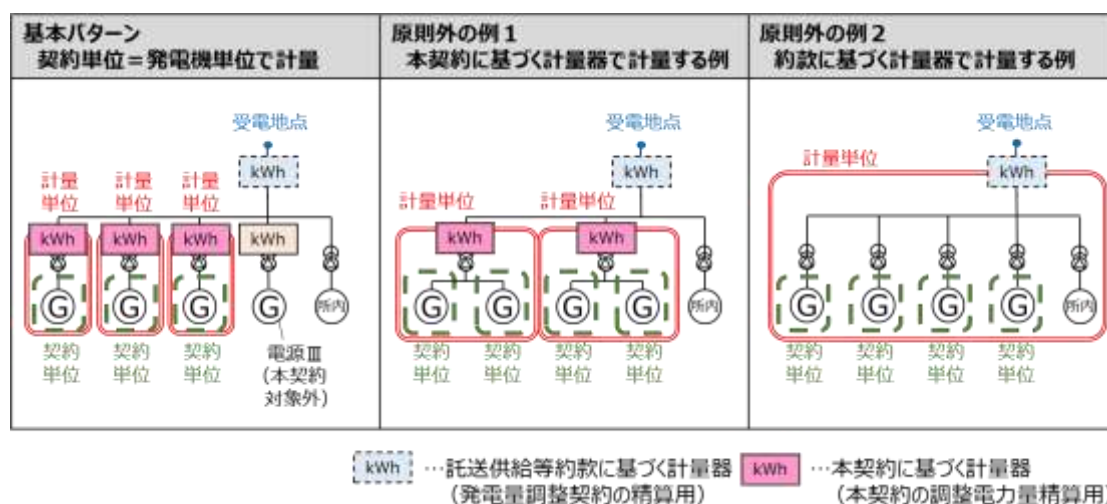 基本パターン
契約単位＝発電機単位で計量
原則外の例１
本契約に基づく計量器で計量する例
原則外の例２
約款に基づく計量器で計量する例
受電地点
kWh
計量
単位
計量
単位
計量
単位
kWh
kWh
kWh
kWh
G
G
G
G
所内
契約
単位
契約
単位
契約
単位
電源Ⅲ
（本契約
対象外）
受電地点
kWh
計量単位
計量単位
kWh
kWh
G
G
G
G
所内
契約
単位
契約
単位
契約
単位
契約
単位
受電地点
計量単位
kWh
G
G
G
G
所内
契約
単位
契約
単位
契約
単位
契約
単位
kWh …託送供給等約款に基づく計量器
（発電量調整契約の精算用）
kWh …本契約に基づく計量器
（本契約の調整電力量精算用